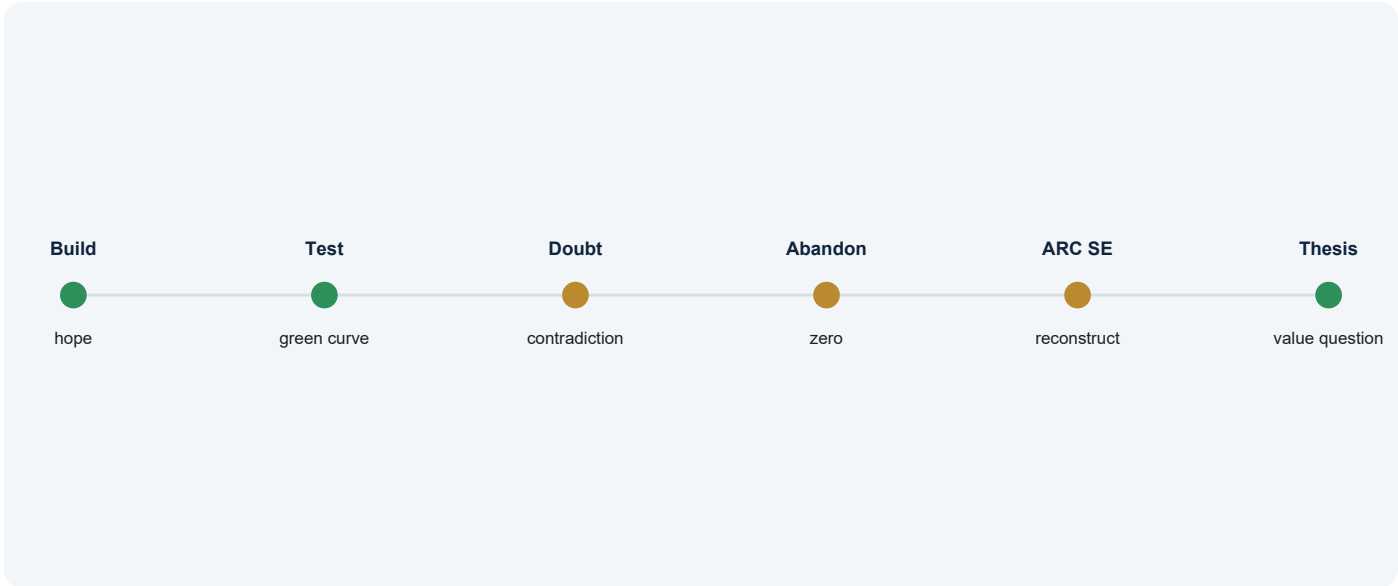 Build
Test
Doubt
Abandon
ARC SE
Thesis
hope
green curve
contradiction
zero
reconstruct
value question